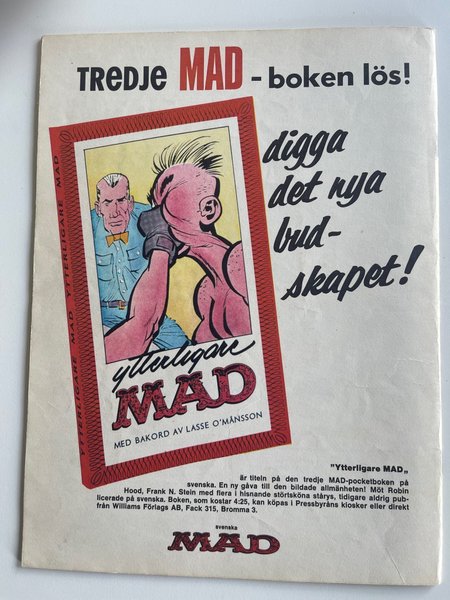 TREDJE MAD - boken lös!
digga
det nya
bud-
skapet!
YTTERLIGARE MAD YTTERLIGARE MAD
ytterligare
MAD
MED BAKORD AV LASSE O'MÅNSSON
"Ytterligare MAD„
är titeln på den tredje MAD-pocketboken på
svenska. En ny gåva till den bildade allmänheten! Möt Robin
Hood, Frank N. Stein med flera i hisnande störtsköna stårys, tidigare aldrig pub-
licerade på svenska. Boken, som kostar 4:25, kan köpas i Pressbyråns kiosker eller direkt
från Williams Förlags AB, Fack 315, Bromma 3.
svenska
MAD